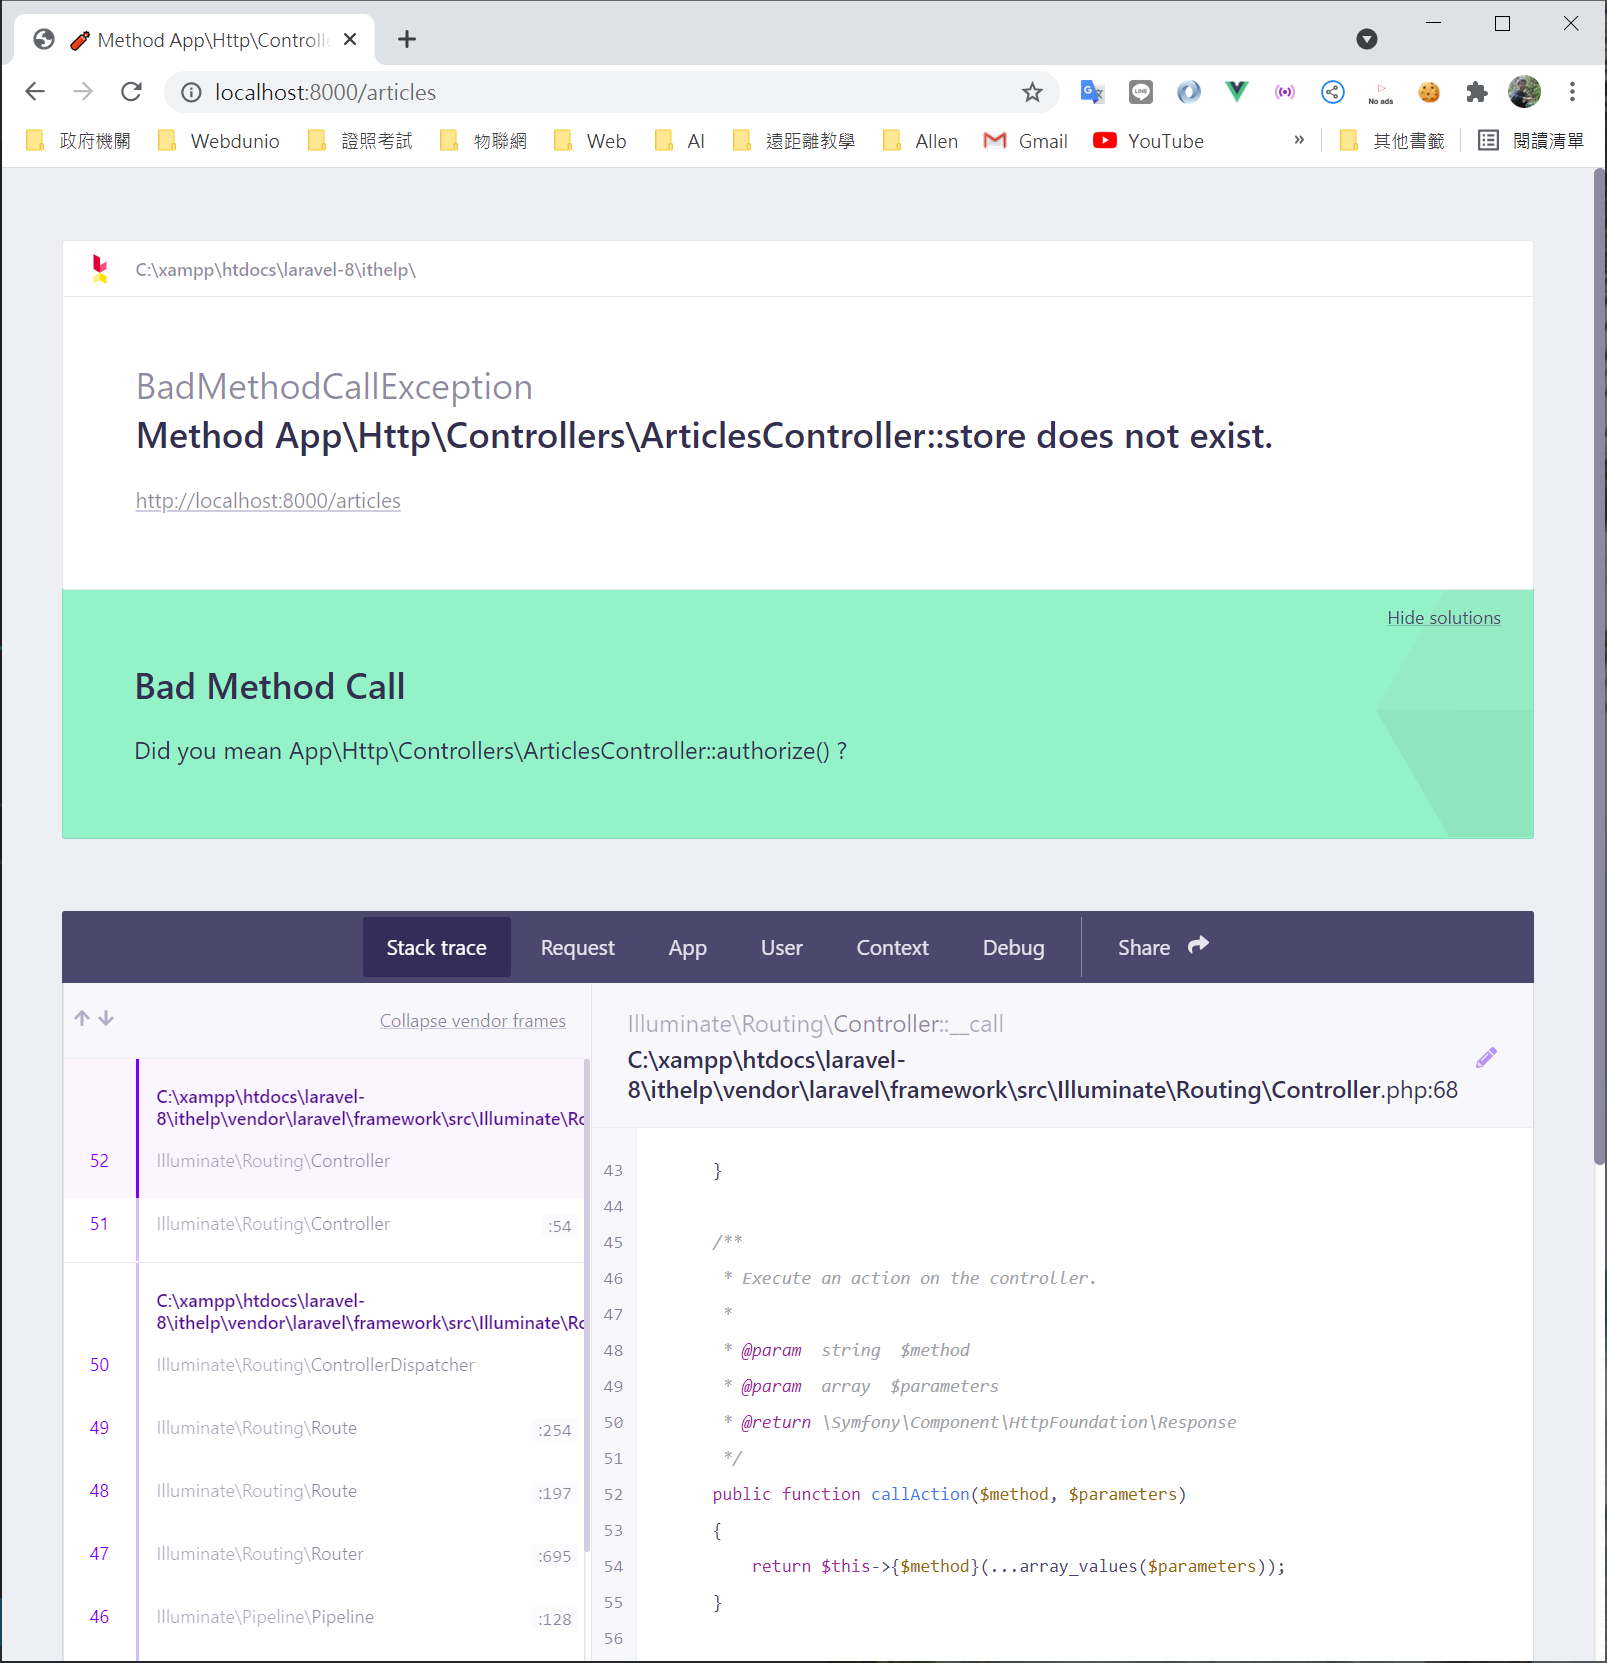 Method App\Http\Controlle
localhost:8000/articles
No ads
政府機關 Webdunio 證照考試 物聯網 Web AI 遠距離教學 Allen Gmail YouTube » 其他書籤 閱讀清單
C:\xampp\htdocs\laravel-8\ithelp\
BadMethodCallException
Method App\Http\Controllers\ArticlesController::store does not exist.
http://localhost:8000/articles
Hide solutions
Bad Method Call
Did you mean App\Http\Controllers\ArticlesController::authorize() ?
Stack trace Request App User Context Debug Share
Collapse vendor frames
C:\xampp\htdocs\laravel-
8\ithelp\vendor\laravel\framework\src\Illuminate\Ro
52 Illuminate\Routing\Controller
51 Illuminate\Routing\Controller :54
C:\xampp\htdocs\laravel-
8\ithelp\vendor\laravel\framework\src\Illuminate\Ro
50 Illuminate\Routing\ControllerDispatcher
49 Illuminate\Routing\Route :254
48 Illuminate\Routing\Route :197
47 Illuminate\Routing\Router :695
46 Illuminate\Pipeline\Pipeline :128
Illuminate\Routing\Controller::__call
C:\xampp\htdocs\laravel-
8\ithelp\vendor\laravel\framework\src\Illuminate\Routing\Controller.php:68
43 }
44
45 /**
46 * Execute an action on the controller.
47 *
48 * @param string $method
49 * @param array $parameters
50 * @return \Symfony\Component\HttpFoundation\Response
51 */
52 public function callAction($method, $parameters)
53 {
54 return $this->{$method}(...array_values($parameters));
55 }
56